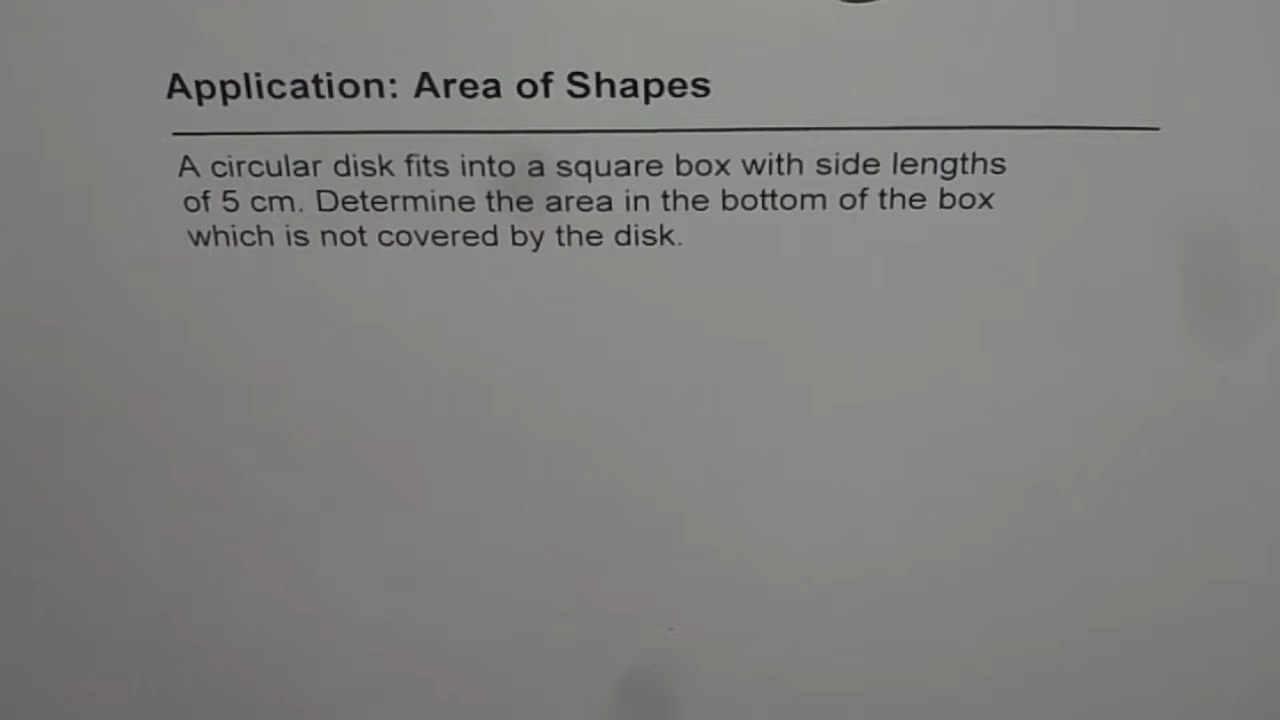 Application: Area of Shapes
A circular disk fits into a square box with side lengths
of 5 cm. Determine the area in the bottom of the box
which is not covered by the disk.